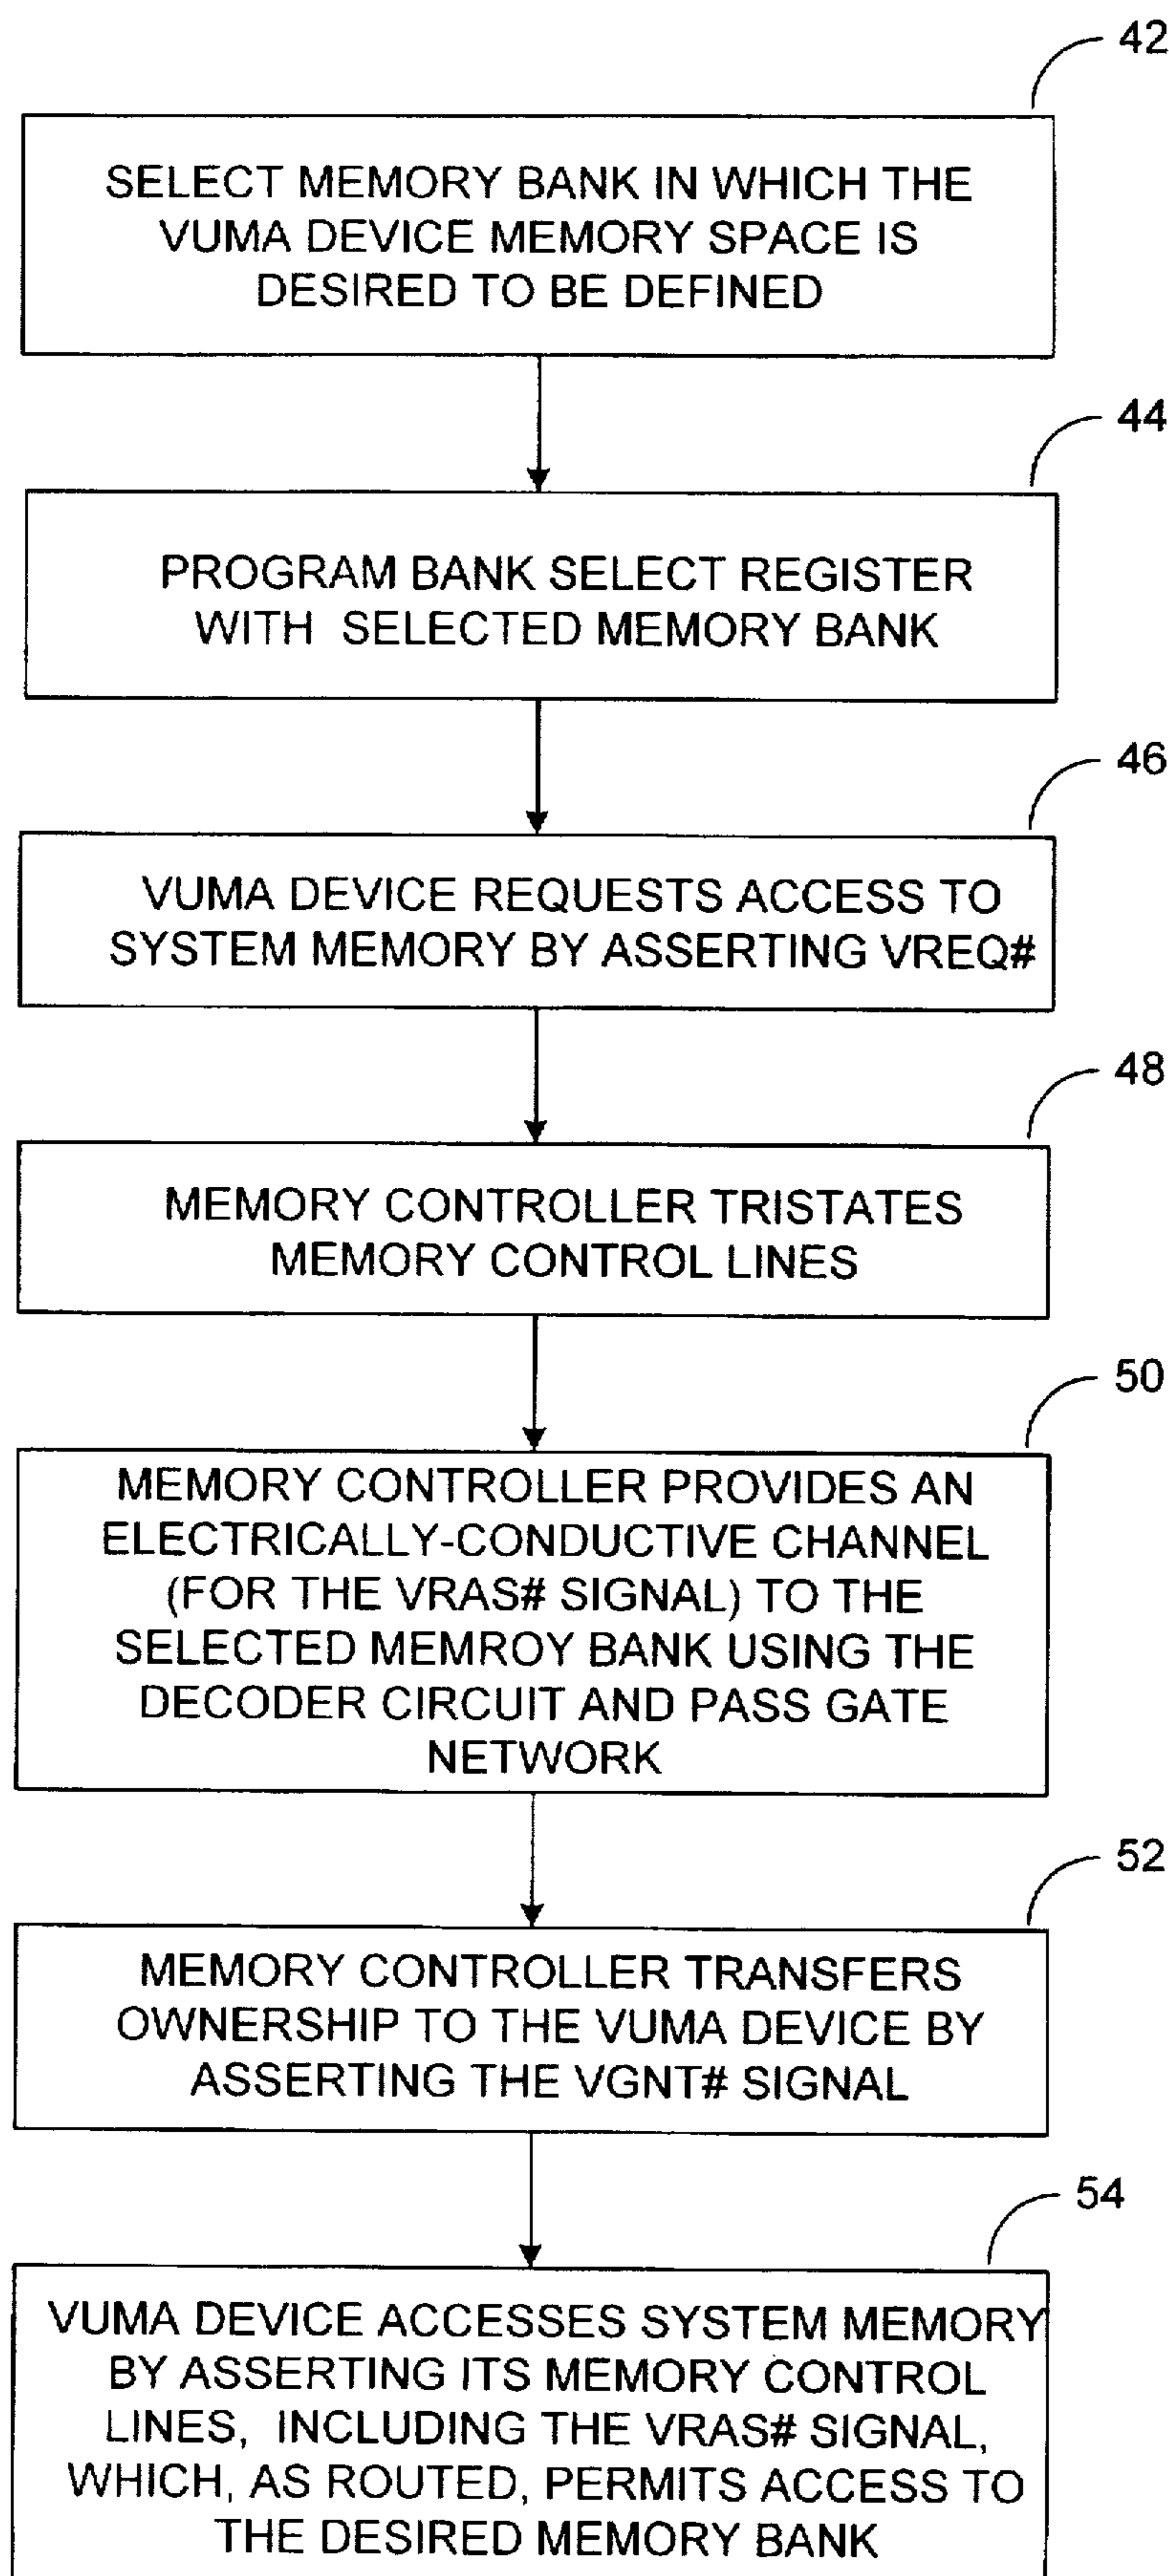 42
SELECT MEMORY BANK IN WHICH THE
VUMA DEVICE MEMORY SPACE IS
DESIRED TO BE DEFINED
44
PROGRAM BANK SELECT REGISTER
WITH SELECTED MEMORY BANK
46
VUMA DEVICE REQUESTS ACCESS TO
SYSTEM MEMORY BY ASSERTING VREQ#
48
MEMORY CONTROLLER TRISTATES
MEMORY CONTROL LINES
50
MEMORY CONTROLLER PROVIDES AN
ELECTRICALLY-CONDUCTIVE CHANNEL
(FOR THE VRAS# SIGNAL) TO THE
SELECTED MEMROY BANK USING THE
DECODER CIRCUIT AND PASS GATE
NETWORK
52
MEMORY CONTROLLER TRANSFERS
OWNERSHIP TO THE VUMA DEVICE BY
ASSERTING THE VGNT# SIGNAL
54
VUMA DEVICE ACCESSES SYSTEM MEMORY
BY ASSERTING ITS MEMORY CONTROL
LINES, INCLUDING THE VRAS# SIGNAL,
WHICH, AS ROUTED, PERMITS ACCESS TO
THE DESIRED MEMORY BANK